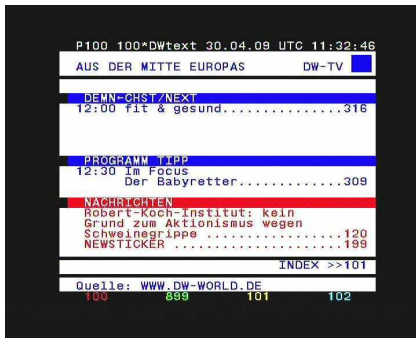 P100 100*DWtext 30.04.09 UTC 11:32:46
AUS DER MITTE EUROPAS DW-TV
DEMN←CHST/NEXT
12:00 fit & gesund...............316
PROGRAMM TIPP
12:30 Im Focus
Der Babyretter.............309
NACHRICHTEN
Robert-Koch-Institut: kein
Grund zum Aktionismus wegen
Schweinegrippe .................120
NEWSTICKER .....................199
INDEX >>101
Quelle: WWW.DW-WORLD.DE
100 899 101 102